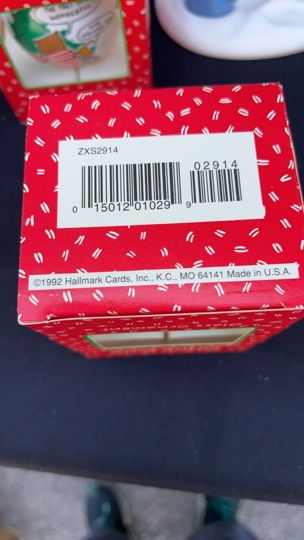 ZXS2914
02914
0 15012 01029 9
©1992 Hallmark Cards, Inc., K.C., MO 64141 Made in U.S.A.